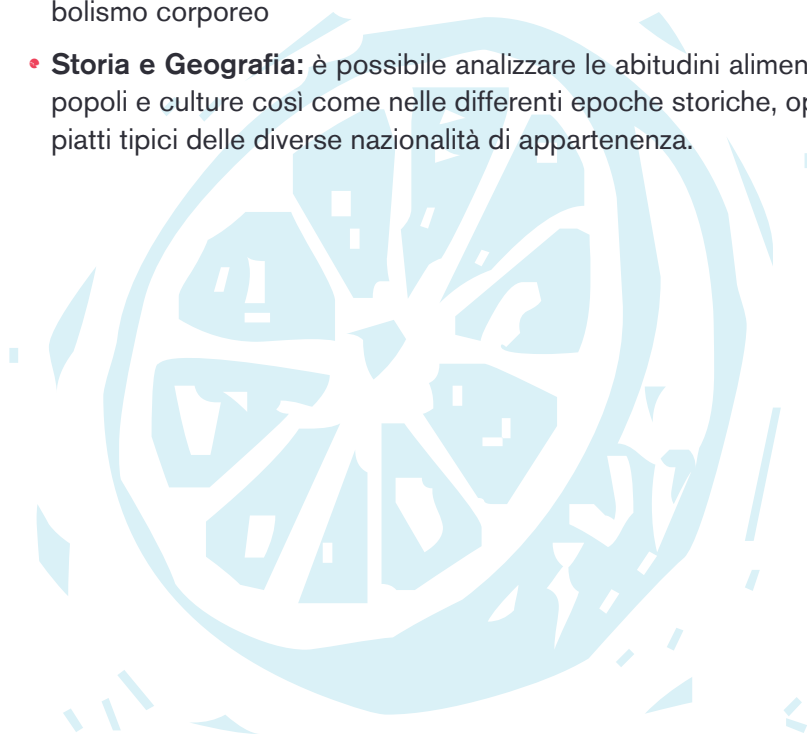 bolismo corporeo
• Storia e Geografia: è possibile analizzare le abitudini alimen
popoli e culture così come nelle differenti epoche storiche, op
piatti tipici delle diverse nazionalità di appartenenza.